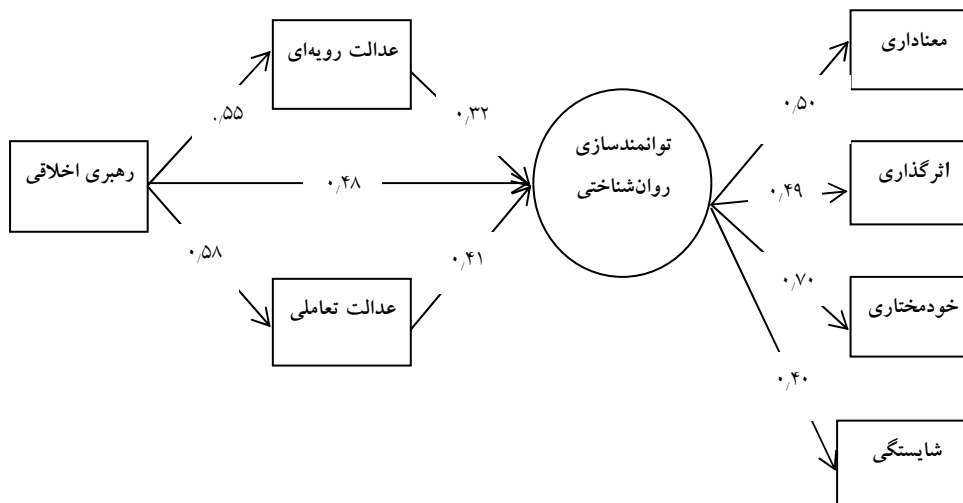 عدالت رویه‌ای
معناداری
۰٫۵۰
.٫۵۵
۰٫۳۲
توانمندسازی
روان‌شناختی
رهبری اخلاقی
۰٫۴۸
۰٫۴۹
اثرگذاری
۰٫۵۸
۰٫۴۱
عدالت تعاملی
۰٫۷۰
خودمختاری
۰٫۴۰
شایستگی